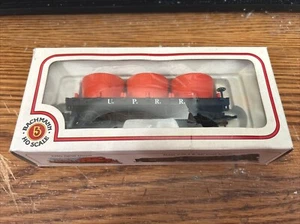 U. P. R. R.
BACHMANN
HO SCALE